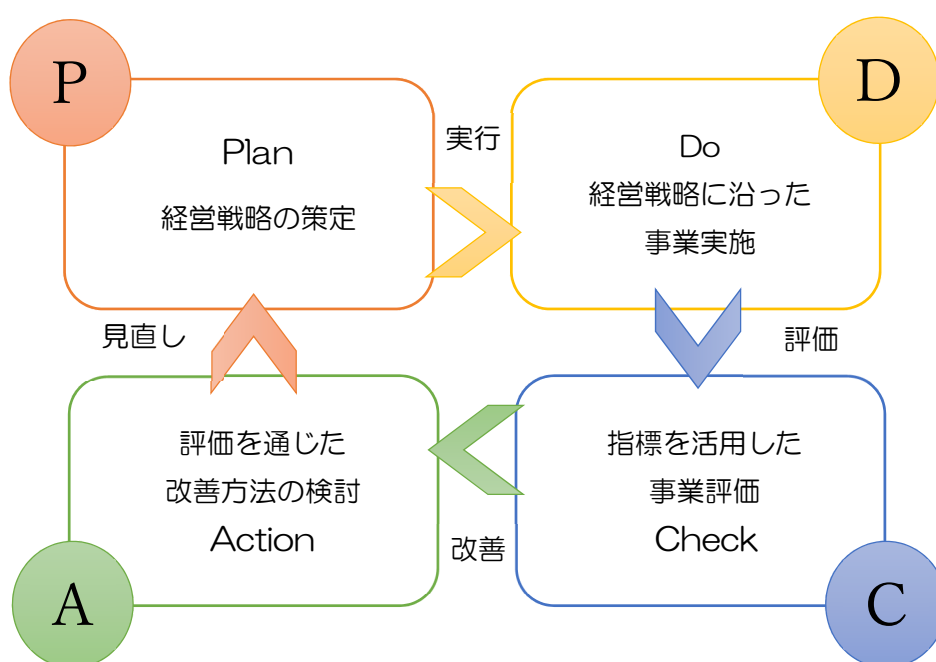 P
Plan
経営戦略の策定
実行
D
Do
経営戦略に沿った
事業実施
見直し
評価
評価を通じた
改善方法の検討
Action
A
改善
指標を活用した
事業評価
Check
C